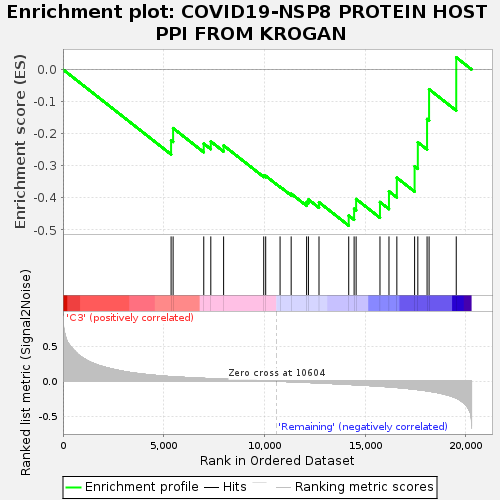 Enrichment plot: COVID19-NSP8 PROTEIN HOST
PPI FROM KROGAN
Enrichment score (ES)
0.0
-0.1
-0.2
-0.3
-0.4
-0.5
'C3' (positively correlated)
Ranked list metric (Signal2Noise)
0.5
0.0
-0.5
Zero cross at 10604
'Remaining' (negatively correlated)
0
5,000
10,000
15,000
20,000
Rank in Ordered Dataset
Enrichment profile
Hits
Ranking metric scores